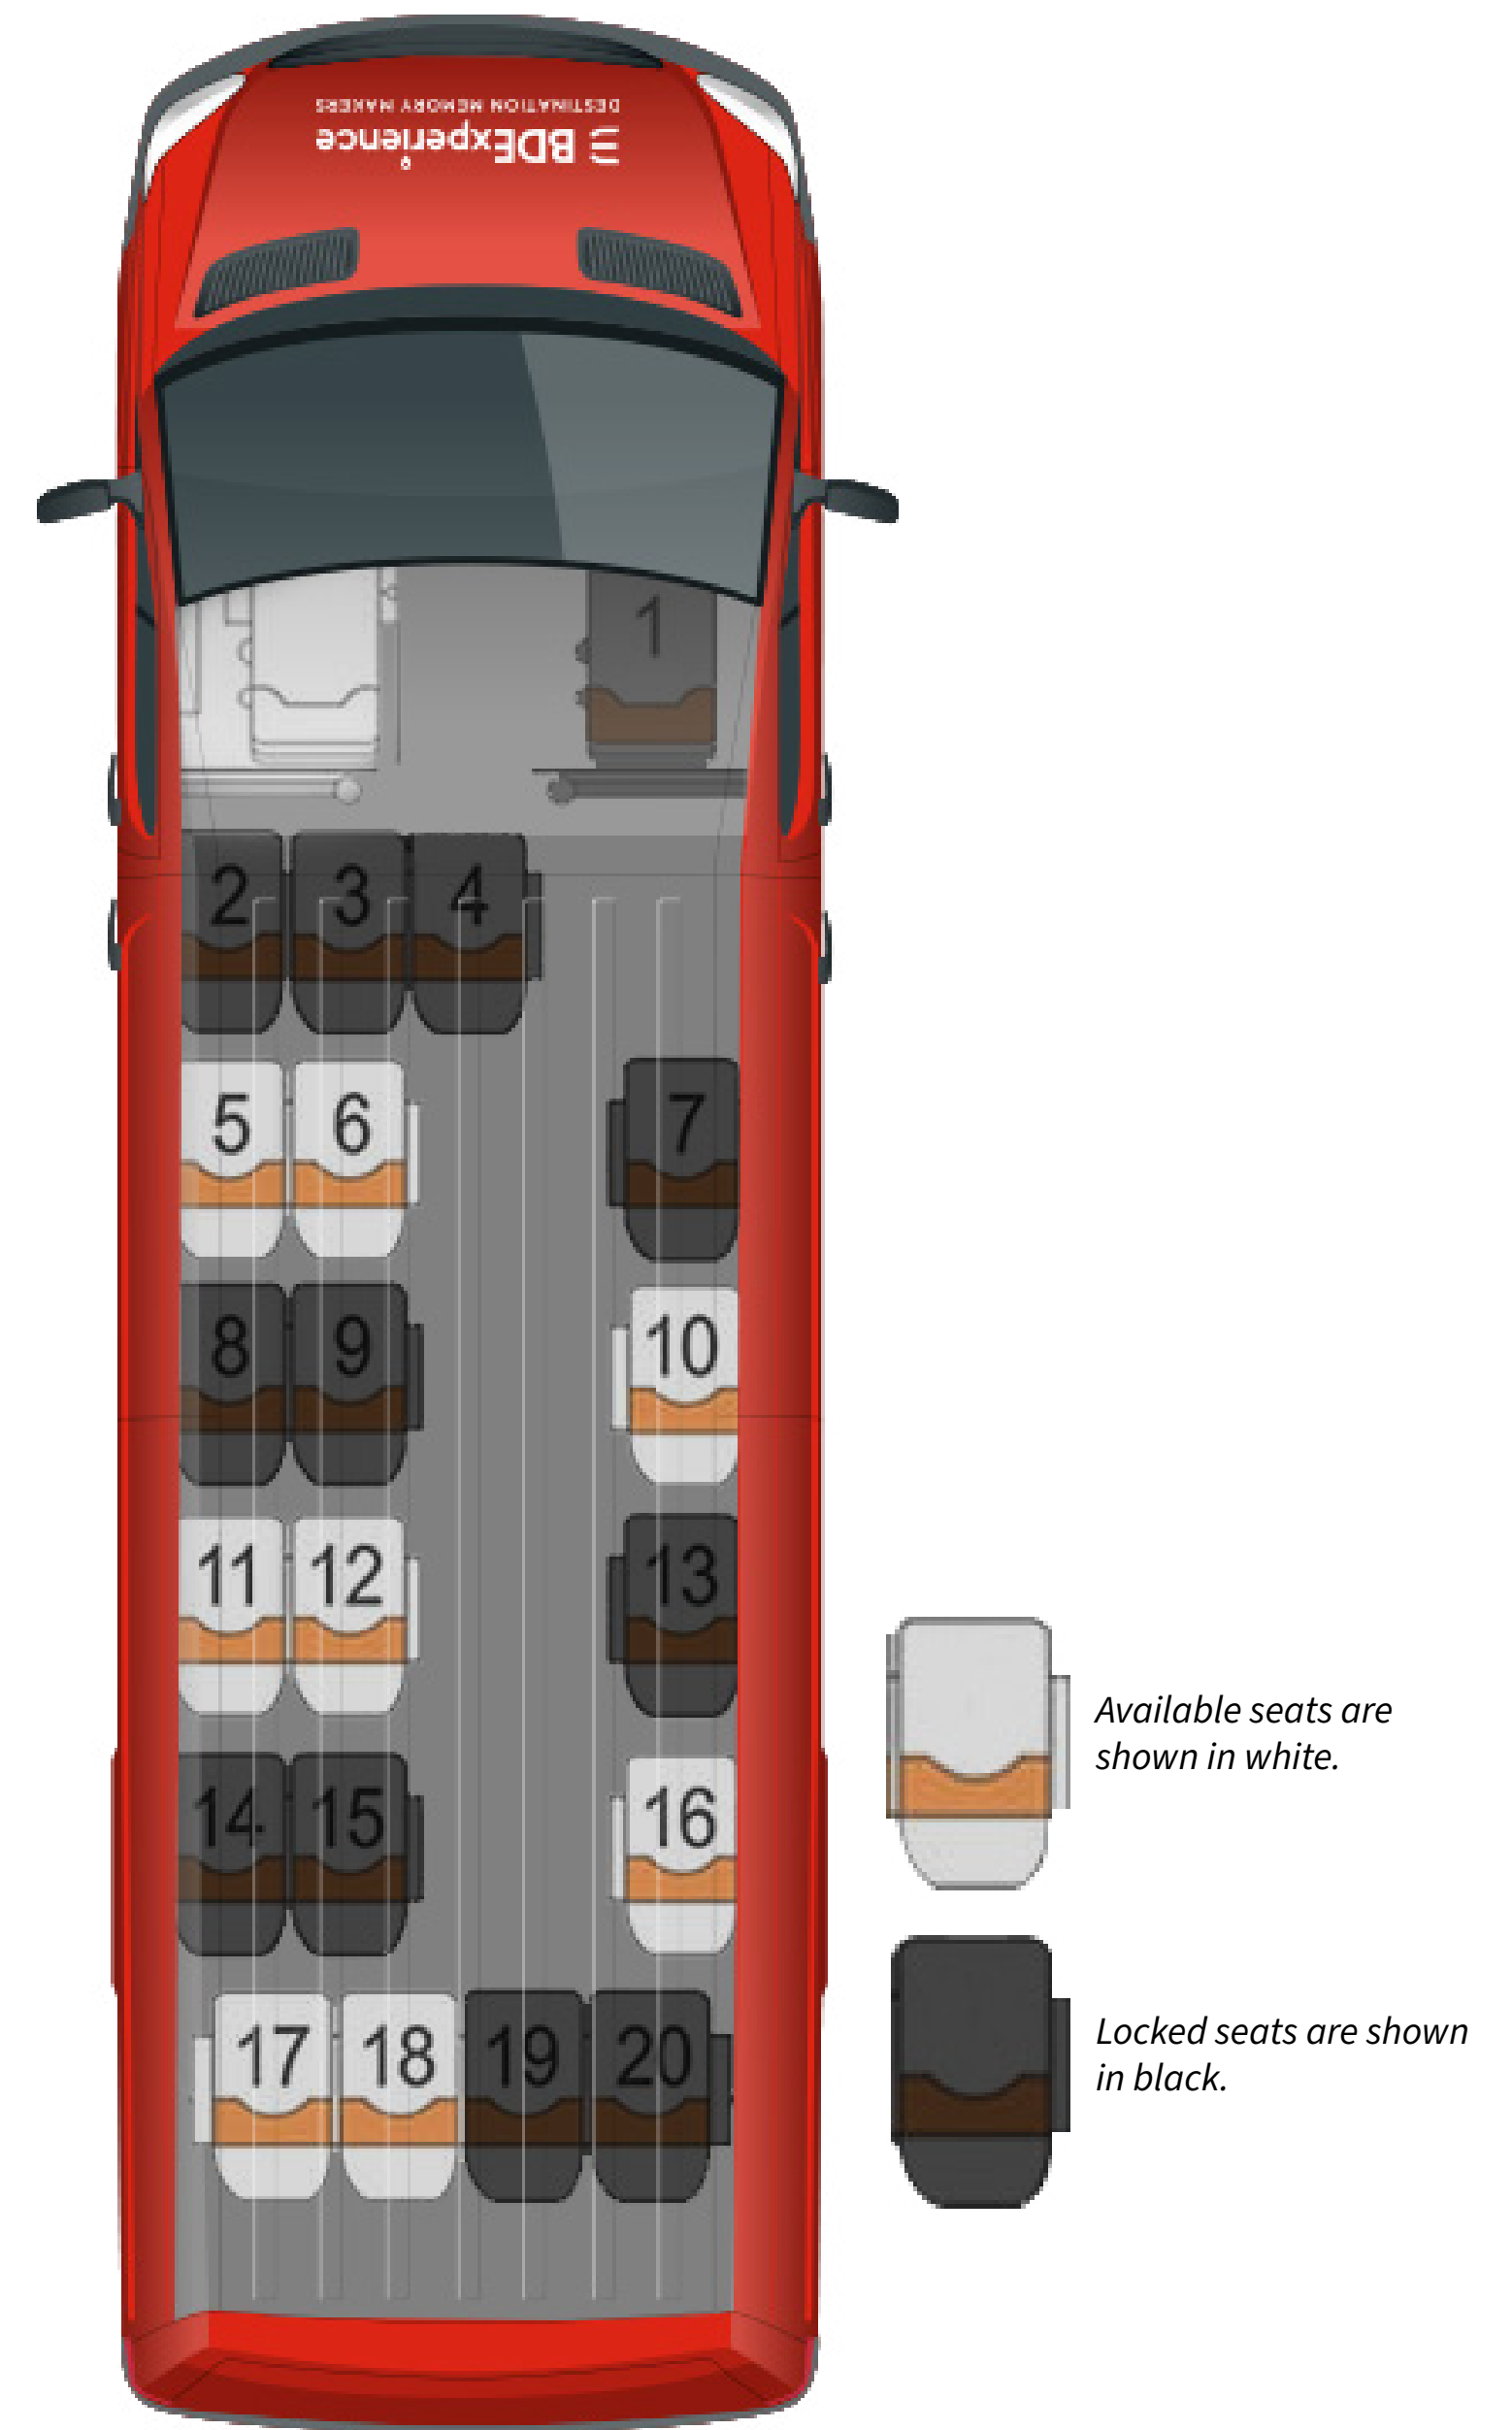 DESTINATION MEMORY MAKERS
BDExperience
1
2 3 4
5 6 7
8 9 10
11 12 13
14 15 16
17 18 19 20
Available seats are
shown in white.
Locked seats are shown
in black.